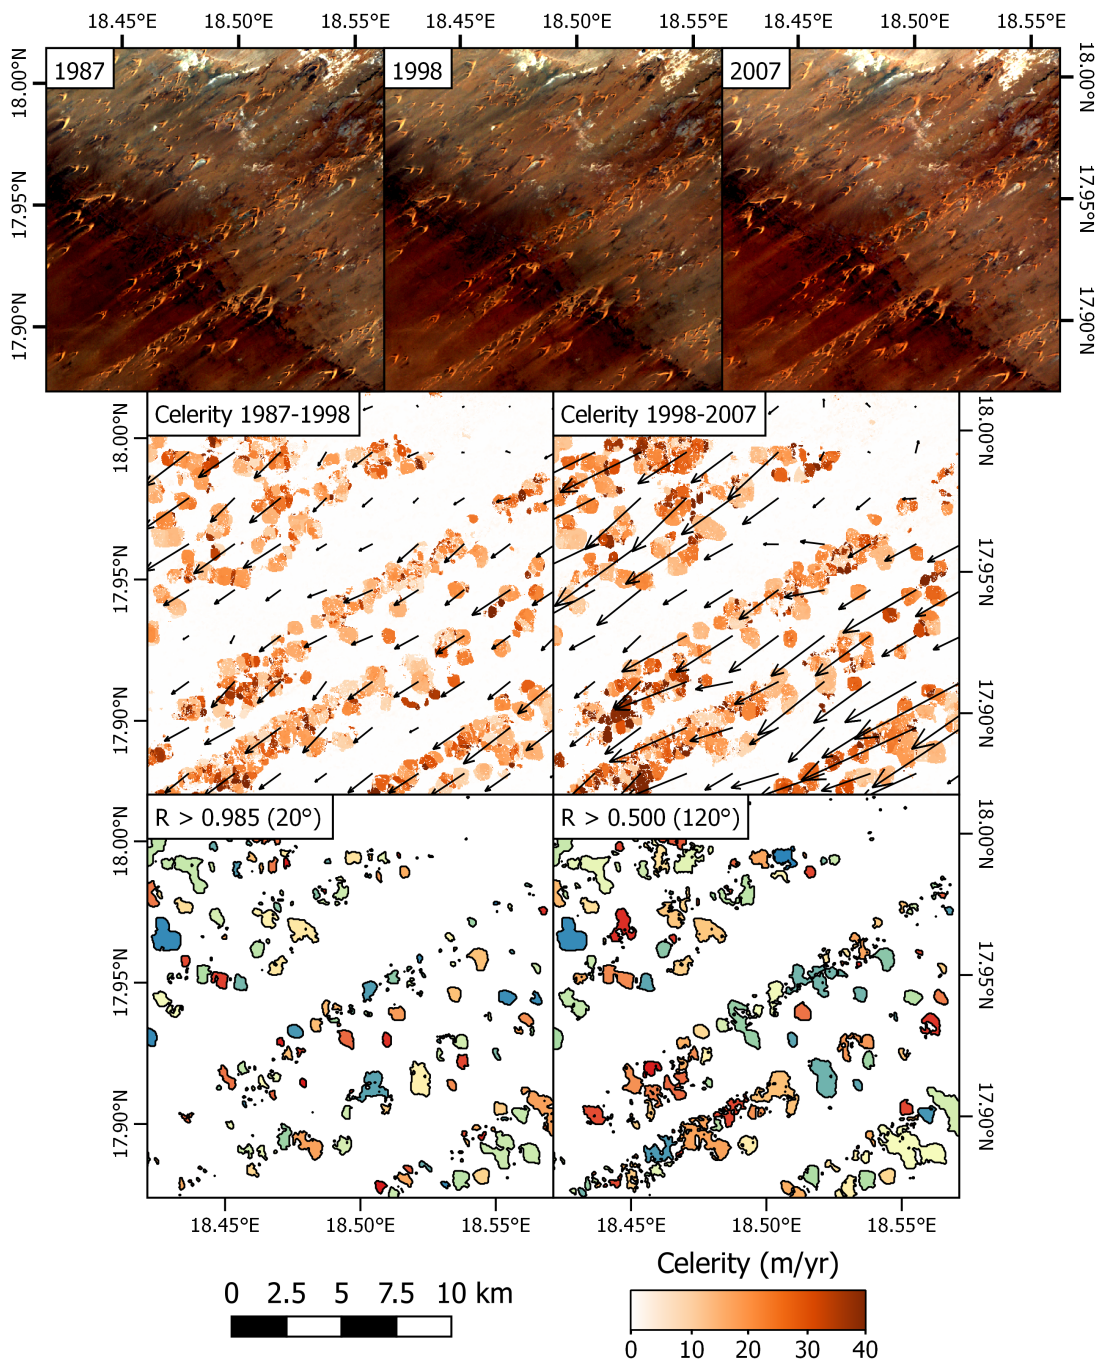 18.45°E 18.50°E 18.55°E 18.45°E 18.50°E 18.55°E 18.45°E 18.50°E 18.55°E
1987
1998
2007
18.00°N
17.95°N
17.90°N
18.00°N
17.95°N
17.90°N
Celerity 1987-1998
Celerity 1998-2007
18.00°N
17.95°N
17.90°N
18.00°N
17.95°N
17.90°N
R > 0.985 (20°)
R > 0.500 (120°)
18.00°N
17.95°N
17.90°N
18.00°N
17.95°N
17.90°N
18.45°E 18.50°E 18.55°E 18.45°E 18.50°E 18.55°E
0 2.5 5 7.5 10 km
Celerity (m/yr)
0 10 20 30 40